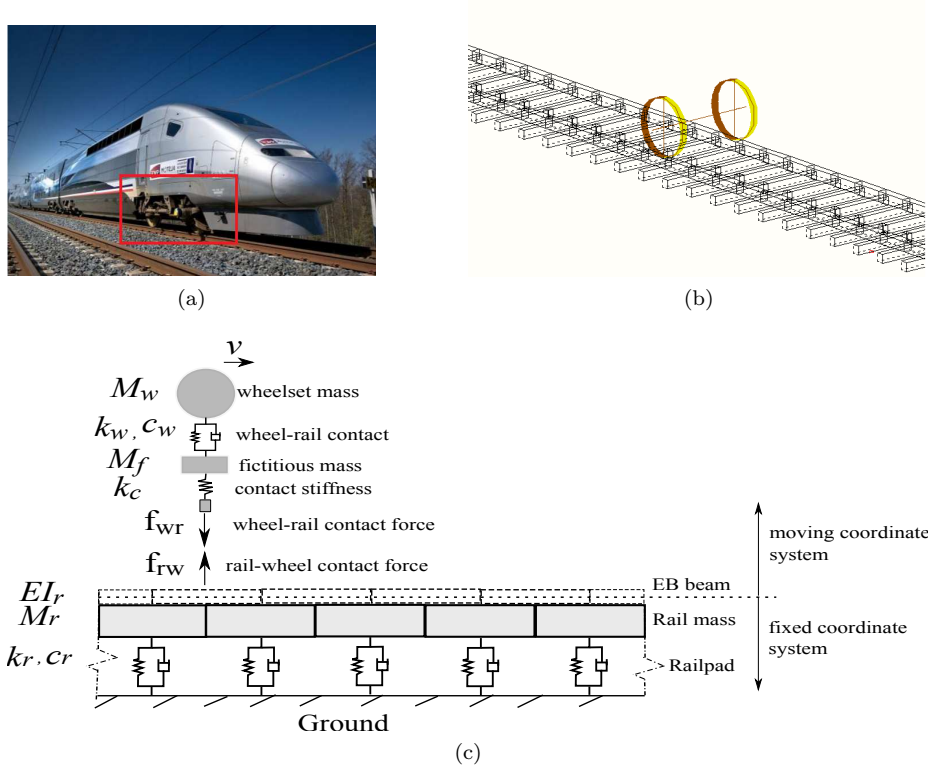 (a)
(b)
v
M_w wheelset mass
k_w, c_w wheel-rail contact
M_f fictitious mass
k_c contact stiffness
f_wr wheel-rail contact force
f_rw rail-wheel contact force
moving coordinate
system
EI_r EB beam
M_r Rail mass
fixed coordinate
system
k_r, c_r Railpad
Ground
(c)